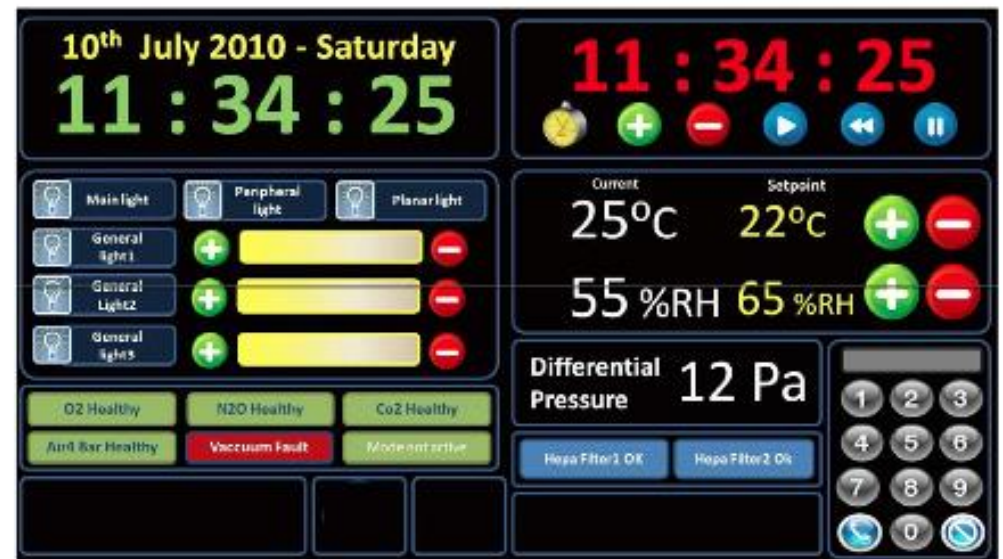 10th July 2010 - Saturday
11 : 34 : 25
11 : 34 : 25
Main light
Peripheral
light
Planar light
General
light1
General
Light2
General
light3
Current
Setpoint
25°C
22°C
55 %RH
65 %RH
O2 Healthy
N2O Healthy
Co2 Healthy
Air4 Bar Healthy
Vaccuum Fault
Mode not active
Differential
Pressure
12 Pa
Hepa Filter1 OK
Hepa Filter2 Ok
1 2 3
4 5 6
7 8 9
0